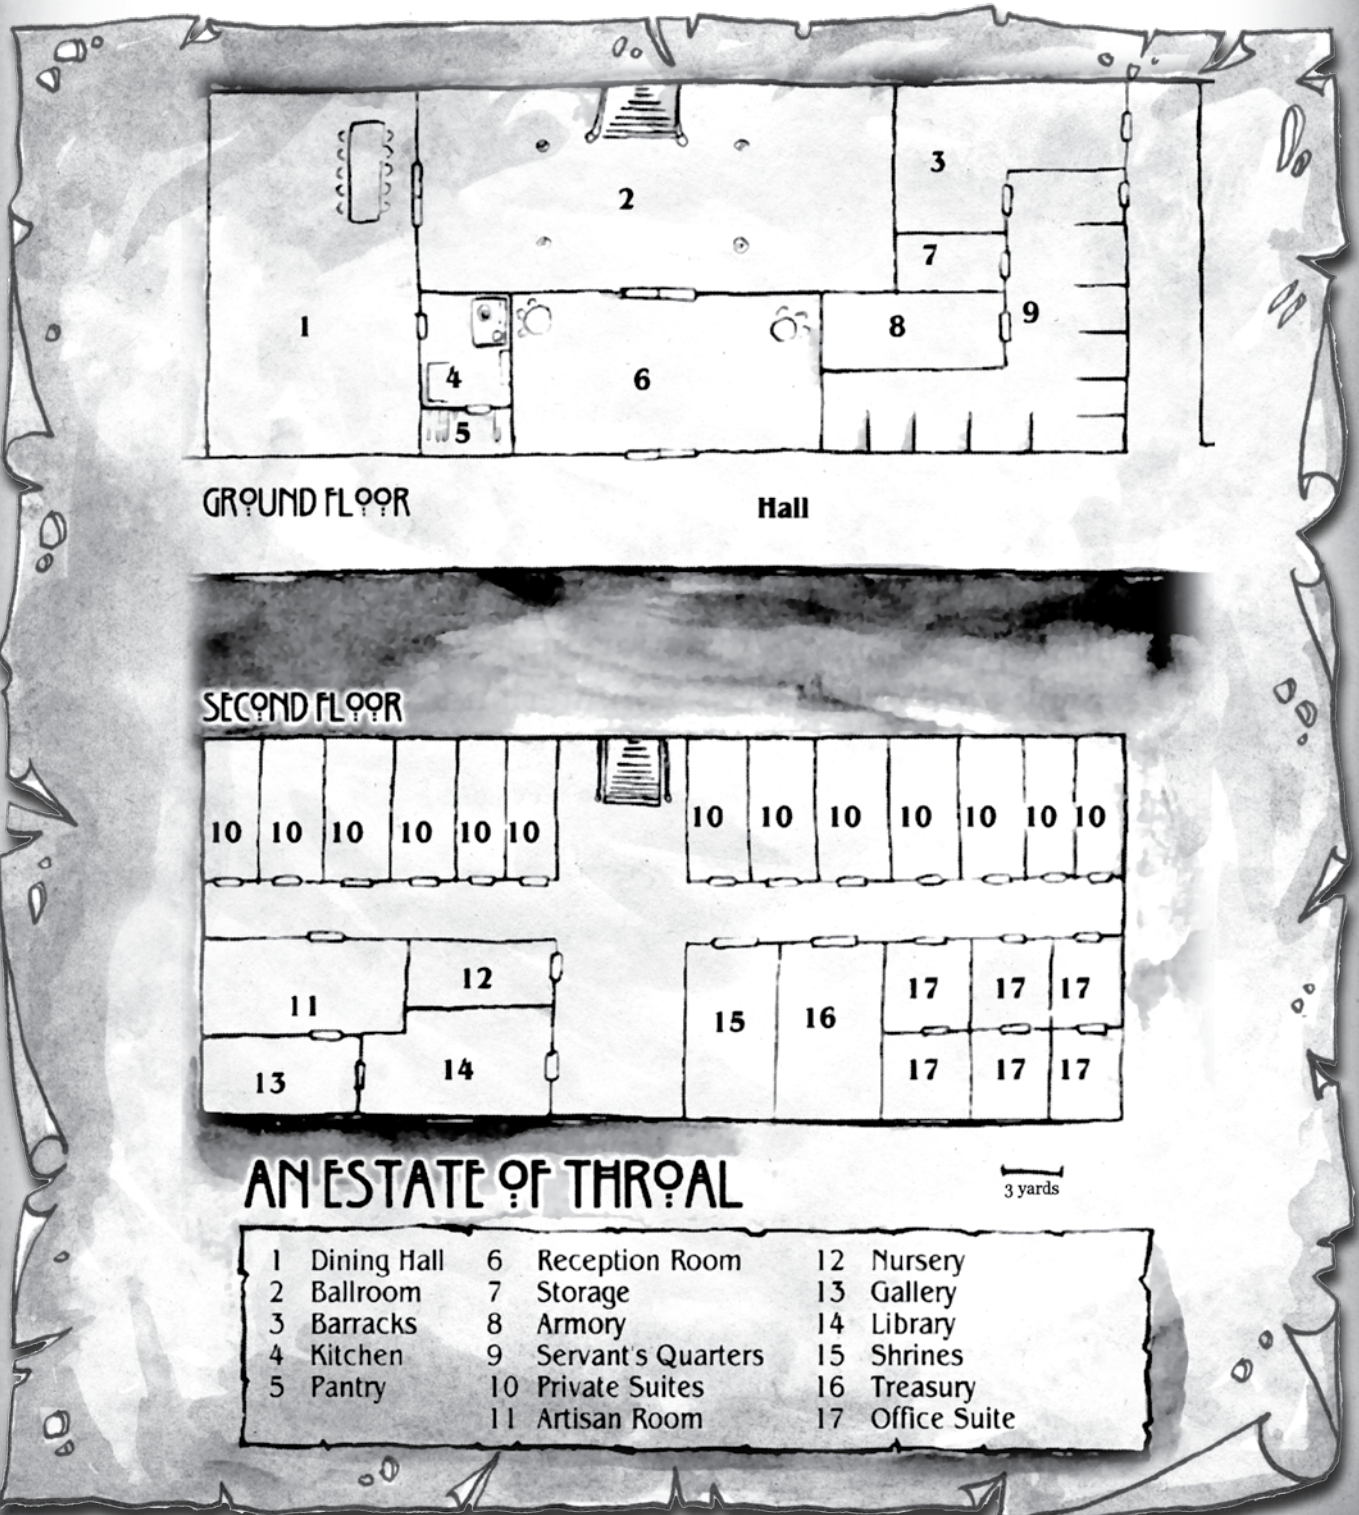 3
2
7
1
9
8
4
6
5
GROUND FLOOR
Hall
SECOND FLOOR
10 10 10 10 10 10 10 10 10 10 10 10 10
12
17 17 17
11
15 16
14
13
17 17 17
AN ESTATE OF THROAL
3 yards
1 Dining Hall 6 Reception Room 12 Nursery
2 Ballroom 7 Storage 13 Gallery
3 Barracks 8 Armory 14 Library
4 Kitchen 9 Servant's Quarters 15 Shrines
5 Pantry 10 Private Suites 16 Treasury
11 Artisan Room 17 Office Suite